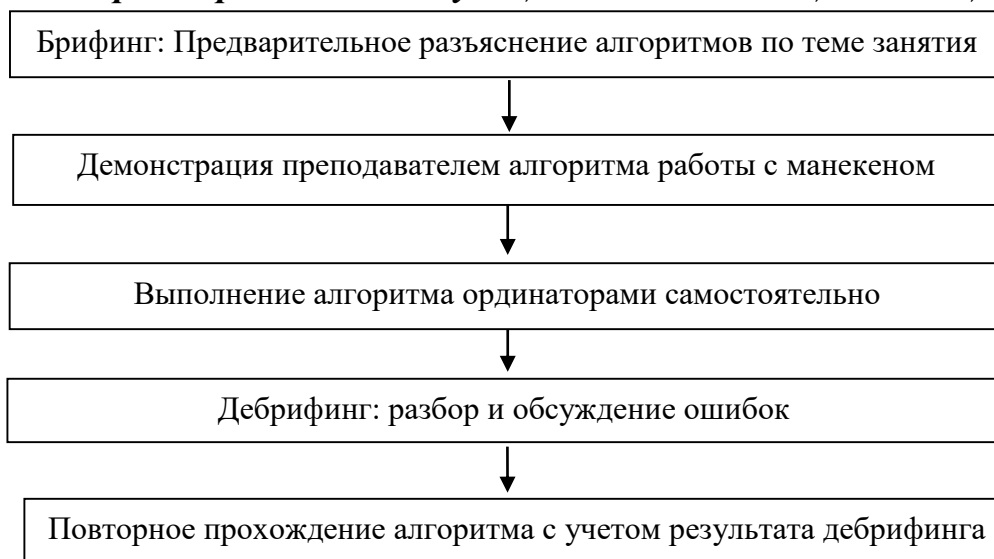 Брифинг: Предварительное разъяснение алгоритмов по теме занятия
Демонстрация преподавателем алгоритма работы с манекеном
Выполнение алгоритма ординаторами самостоятельно
Дебрифинг: разбор и обсуждение ошибок
Повторное прохождение алгоритма с учетом результата дебрифинга